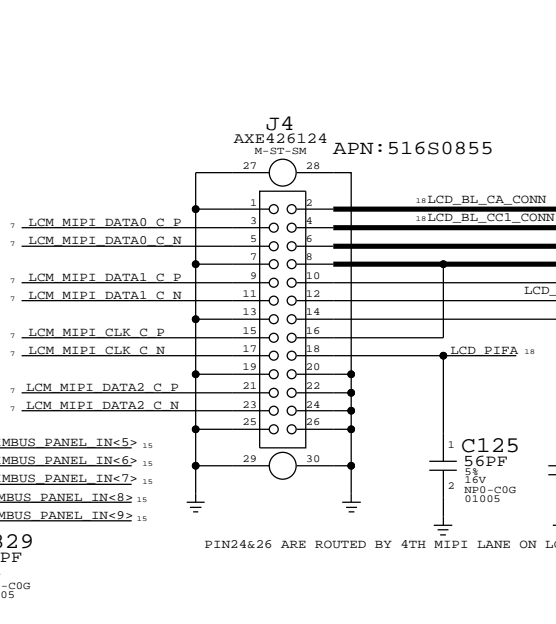 J4
AXE426124
M-ST-SM
APN:516S0855
27 28
1 2 18 LCD_BL_CA_CONN
7 LCM_MIPI_DATA0_C_P 3 4 18 LCD_BL_CC1_CONN
7 LCM_MIPI_DATA0_C_N 5 6
7 8
7 LCM_MIPI_DATA1_C_P 9 10
7 LCM_MIPI_DATA1_C_N 11 12 LCD_
13 14
7 LCM_MIPI_CLK_C_P 15 16
7 LCM_MIPI_CLK_C_N 17 18 LCD_PIFA 18
19 20
7 LCM_MIPI_DATA2_C_P 21 22
7 LCM_MIPI_DATA2_C_N 23 24
25 26
29 30
MBUS_PANEL_IN<5> 15
MBUS_PANEL_IN<6> 15
MBUS_PANEL_IN<7> 15
MBUS_PANEL_IN<8> 15
MBUS_PANEL_IN<9> 15
1 C125
56PF
5%
16V
2 NP0-C0G
01005
329
PF
-C0G
05
PIN24&26 ARE ROUTED BY 4TH MIPI LANE ON